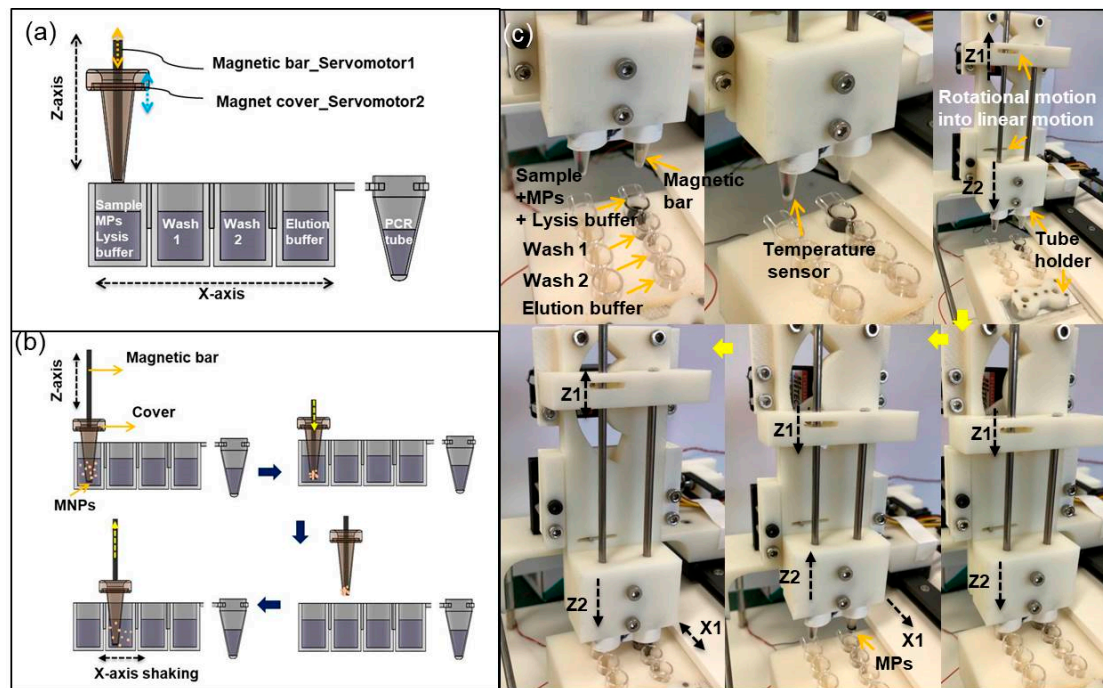 (a)
Z-axis
Magnetic bar_Servomotor1
Magnet cover_Servomotor2
Sample
MPs
Lysis
buffer
Wash
1
Wash
2
Elution
buffer
PCR
tube
X-axis
(b)
Z-axis
Magnetic bar
Cover
MNPs
X-axis shaking
(c)
Sample
+MPs
+ Lysis buffer
Wash 1
Wash 2
Elution buffer
Magnetic
bar
Temperature
sensor
Z1
Rotational motion
into linear motion
Z2
Tube
holder
Z1
Z2
X1
Z1
Z2
X1
MPs
Z1
Z2